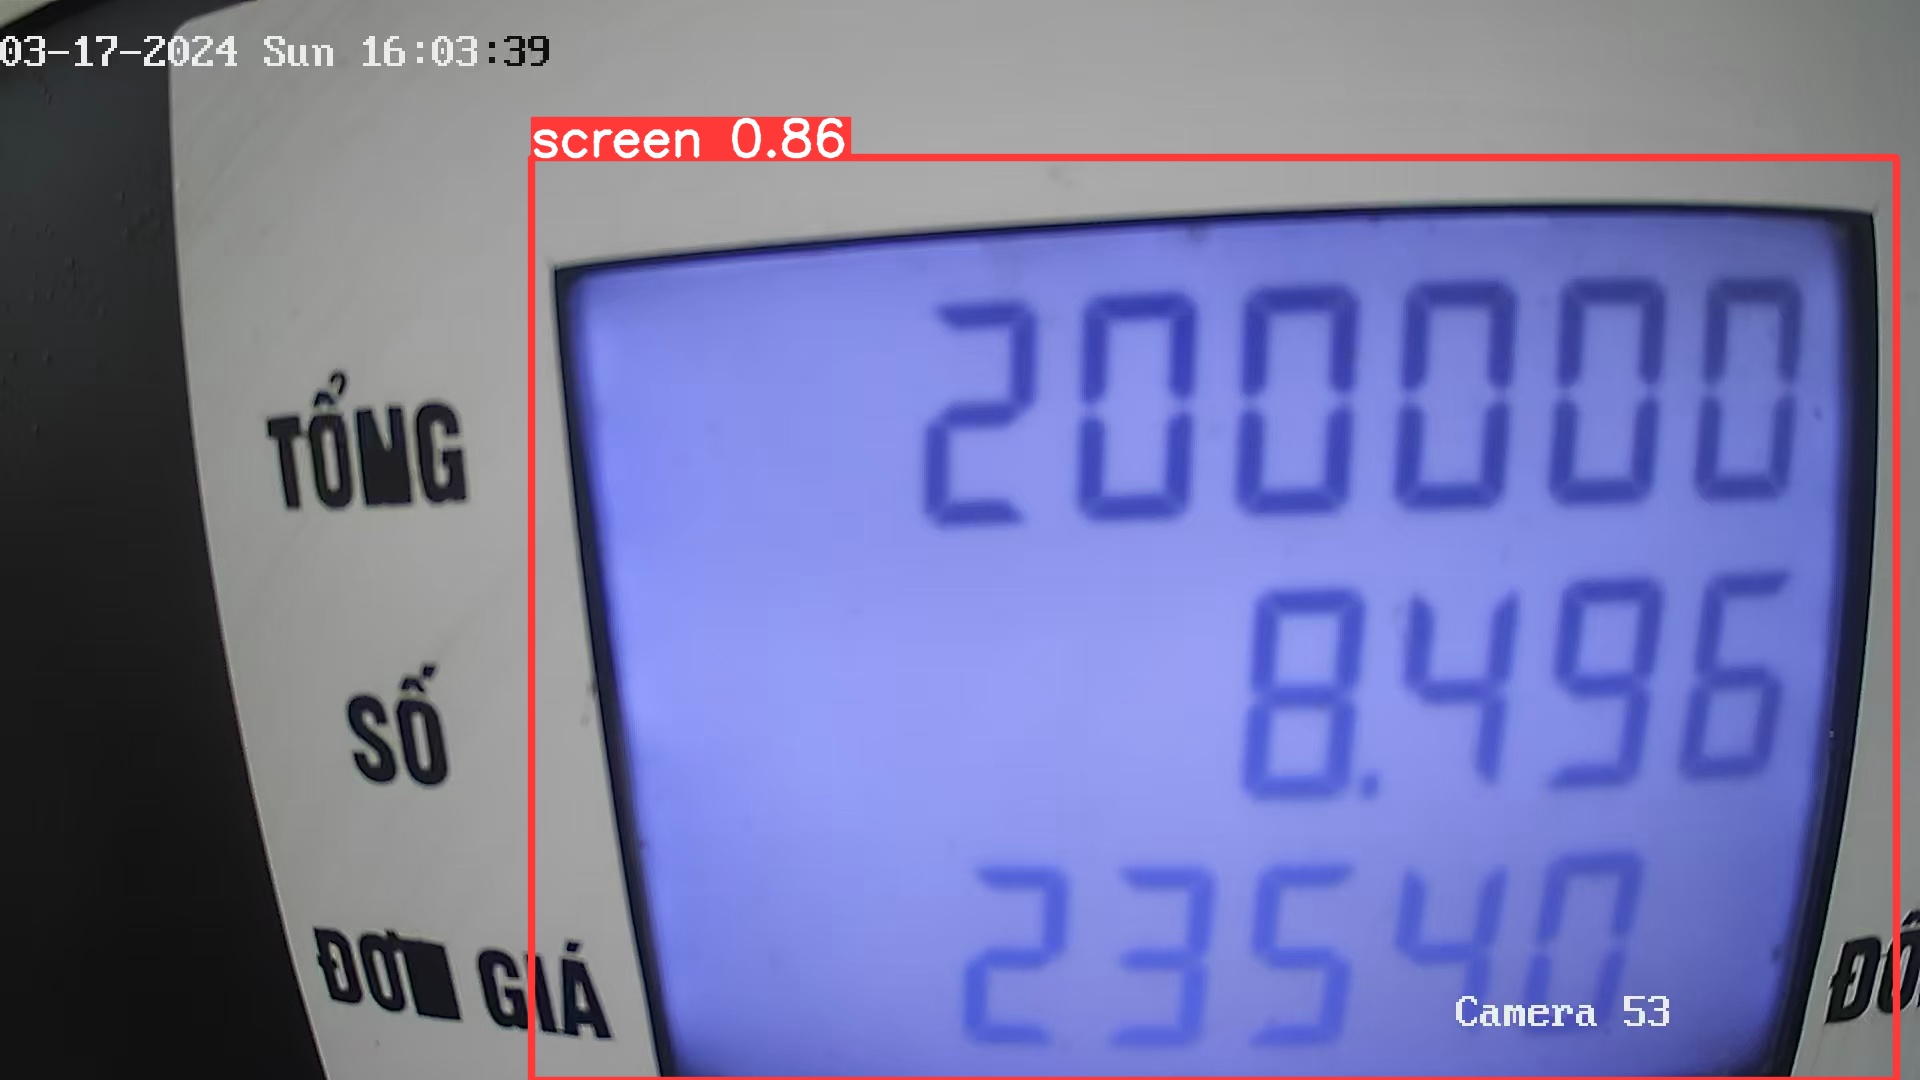 03-17-2024 Sun 16:03:39
screen 0.86
TỔNG 200000
SỐ 8.496
ĐƠN GIÁ 23540
Camera 53